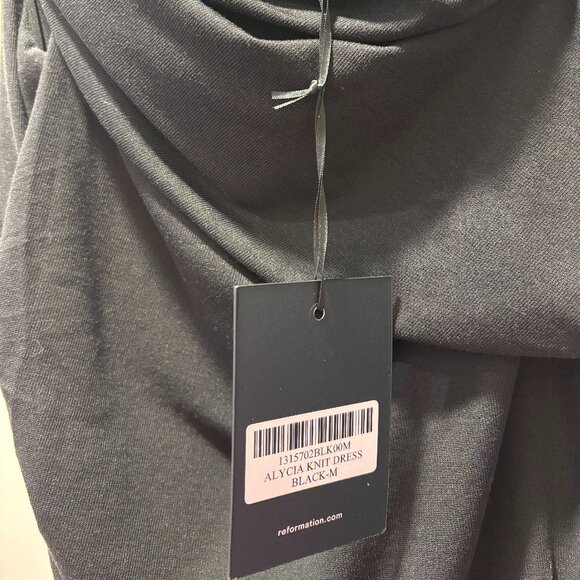 1315702BLK00M
ALYCIA KNIT DRESS
BLACK-M
reformation.com